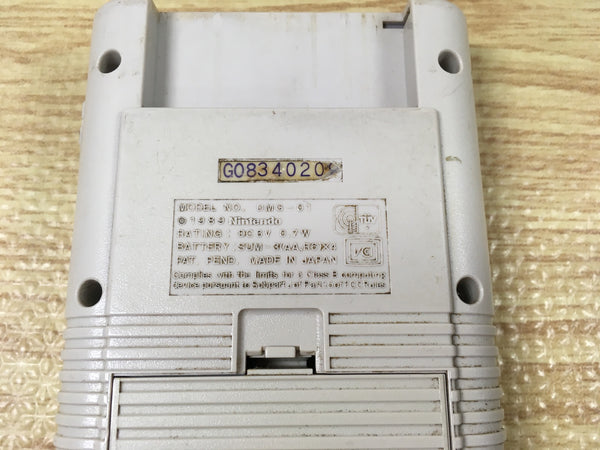 G0834020
MODEL NO. DMG-01
©1989 Nintendo
RATING: DC6V 0.7W
BATTERY: SUM-3(AA,R6)X4
PAT. PEND. MADE IN JAPAN
Complies with the limits for a Class B computing
device pursuant to Subpart J of Part 15 of FCC Rules